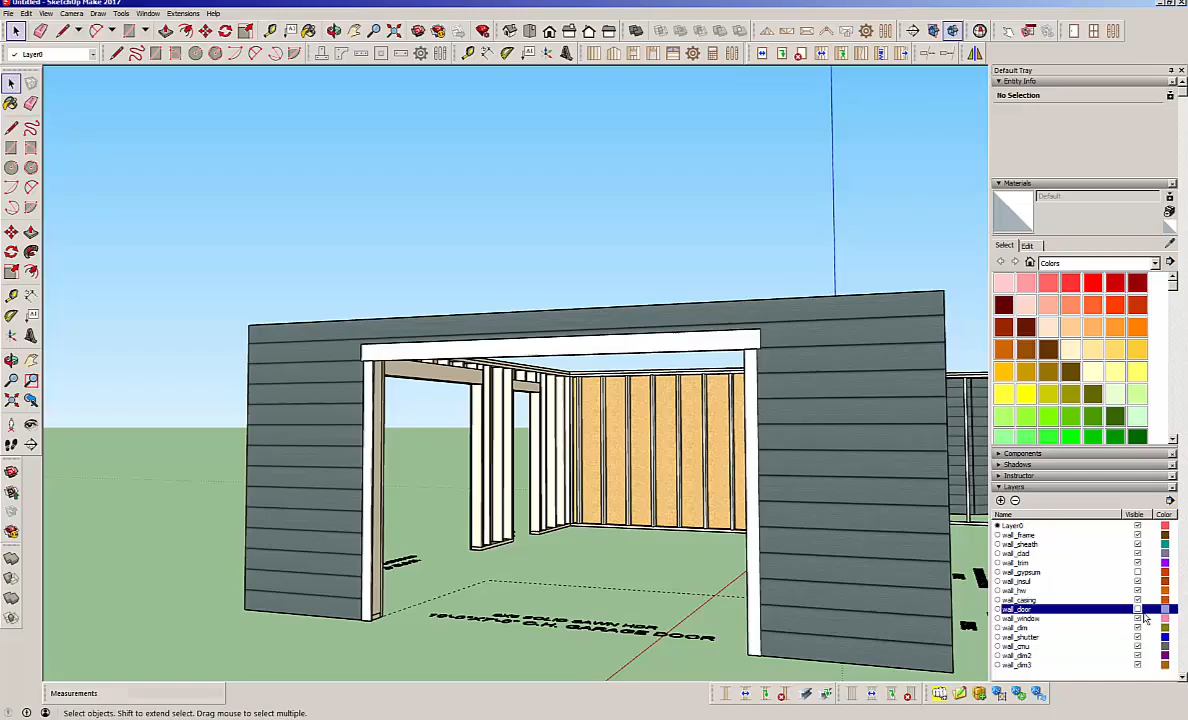 Untitled - SketchUp Make 2017
File Edit View Camera Draw Tools Window Extensions Help
Layer0
Default Tray
Entity Info
No Selection
Materials
Default
Select Edit
Colors
Components
Shadows
Instructor
Layers
Name Visible Color
Layer0
wall_frame
wall_sheath
wall_clad
wall_trim
wall_gypsum
wall_insul
wall_hw
wall_casing
wall_door
wall_window
wall_dim
wall_shutter
wall_cmu
wall_dim2
wall_dim3
SOLID SAWN HDR
O.H. GARAGE DOOR
Measurements
Select objects. Shift to extend select. Drag mouse to select multiple.